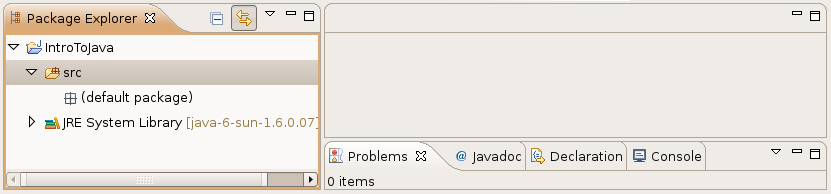 Package Explorer
IntroToJava
src
(default package)
JRE System Library [java-6-sun-1.6.0.07]
Problems @ Javadoc Declaration Console
0 items